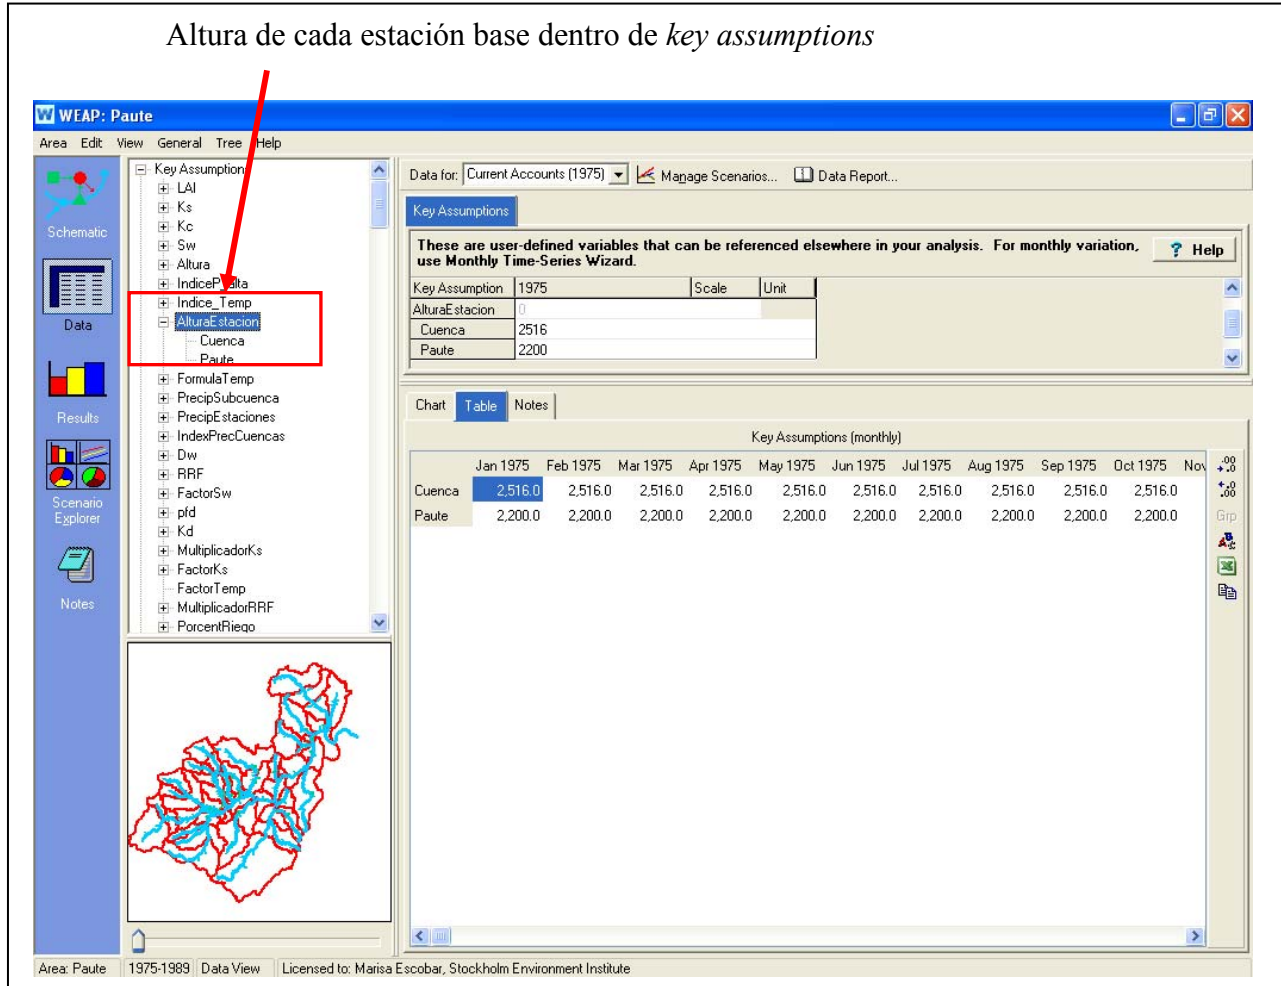 Altura de cada estación base dentro de key assumptions
WEAP: Paute
Area Edit View General Tree Help
Schematic
Data
Results
Scenario
Explorer
Notes
Key Assumptions
LAI
Ks
Kc
Sw
Altura
Indice_Temp
AlturaEstacion
Cuenca
Paute
FormulaTemp
PrecipSubcuenca
PrecipEstaciones
IndexPrecCuencas
Dw
RRF
FactorSw
pfd
Kd
MultiplicadorKs
FactorKs
FactorTemp
MultiplicadorRRF
PorcentRiego
Data for: Current Accounts (1975) Manage Scenarios... Data Report...
Key Assumptions
These are user-defined variables that can be referenced elsewhere in your analysis. For monthly variation,
use Monthly Time-Series Wizard.
? Help
Key Assumption 1975 Scale Unit
AlturaEstacion 0
Cuenca 2516
Paute 2200
Chart Table Notes
Key Assumptions (monthly)
Jan 1975 Feb 1975 Mar 1975 Apr 1975 May 1975 Jun 1975 Jul 1975 Aug 1975 Sep 1975 Oct 1975 Nov
Cuenca 2,516.0 2,516.0 2,516.0 2,516.0 2,516.0 2,516.0 2,516.0 2,516.0 2,516.0 2,516.0
Paute 2,200.0 2,200.0 2,200.0 2,200.0 2,200.0 2,200.0 2,200.0 2,200.0 2,200.0 2,200.0
Grp
Area: Paute 1975-1989 Data View Licensed to: Marisa Escobar, Stockholm Environment Institute